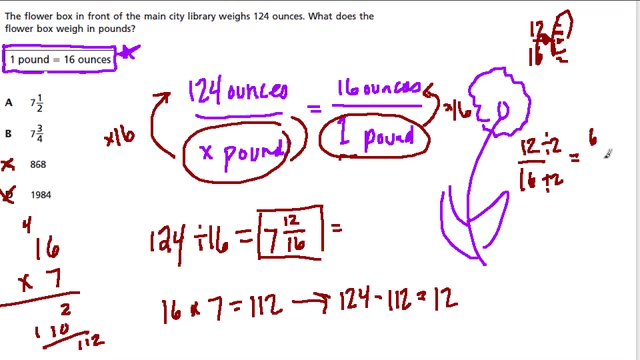 The flower box in front of the main city library weighs 124 ounces. What does the
flower box weigh in pounds?
1 pound = 16 ounces
A 7 1/2
B 7 3/4
868
1984
124 ounces / x pound = 16 ounces / 1 pound
x16
x16
12/16
12 ÷2 / 16 ÷2 = 6
124 ÷ 16 = 7 12/16 =
16 x 7 = 112 → 124 - 112 = 12
4
16
x 7
2
110
112